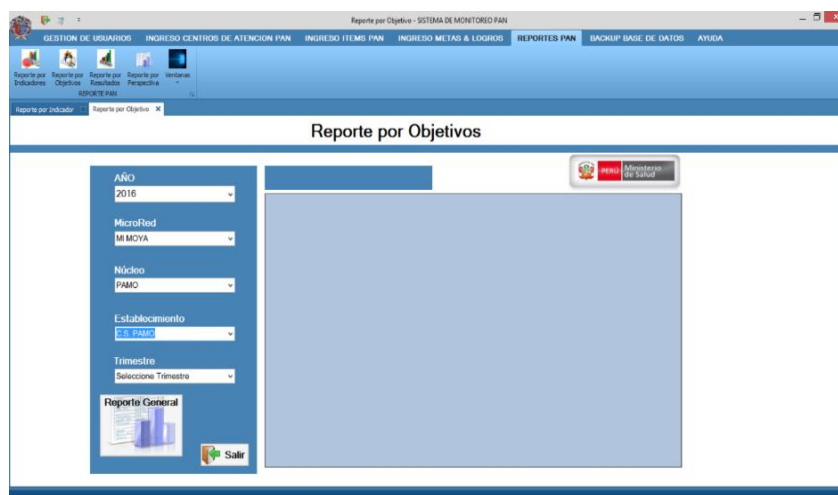 Reporte por Objetivo - SISTEMA DE MONITOREO PAN
GESTION DE USUARIOS INGRESO CENTROS DE ATENCION PAN INGRESO ITEMS PAN INGRESO METAS & LOGROS REPORTES PAN BACKUP BASE DE DATOS AYUDA
Reporte por Indicadores
Reporte por Objetivos
Reporte por Resultados
Reporte por Perspectiva
Ventanas
REPORTE PAN
Reporte por Indicador Reporte por Objetivo X
Reporte por Objetivos
PERÚ Ministerio de Salud
AÑO
2016
MicroRed
MI MOYA
Núcleo
PAMO
Establecimiento
C.S. PAMO
Trimestre
Seleccione Trimestre
Reporte General
Salir